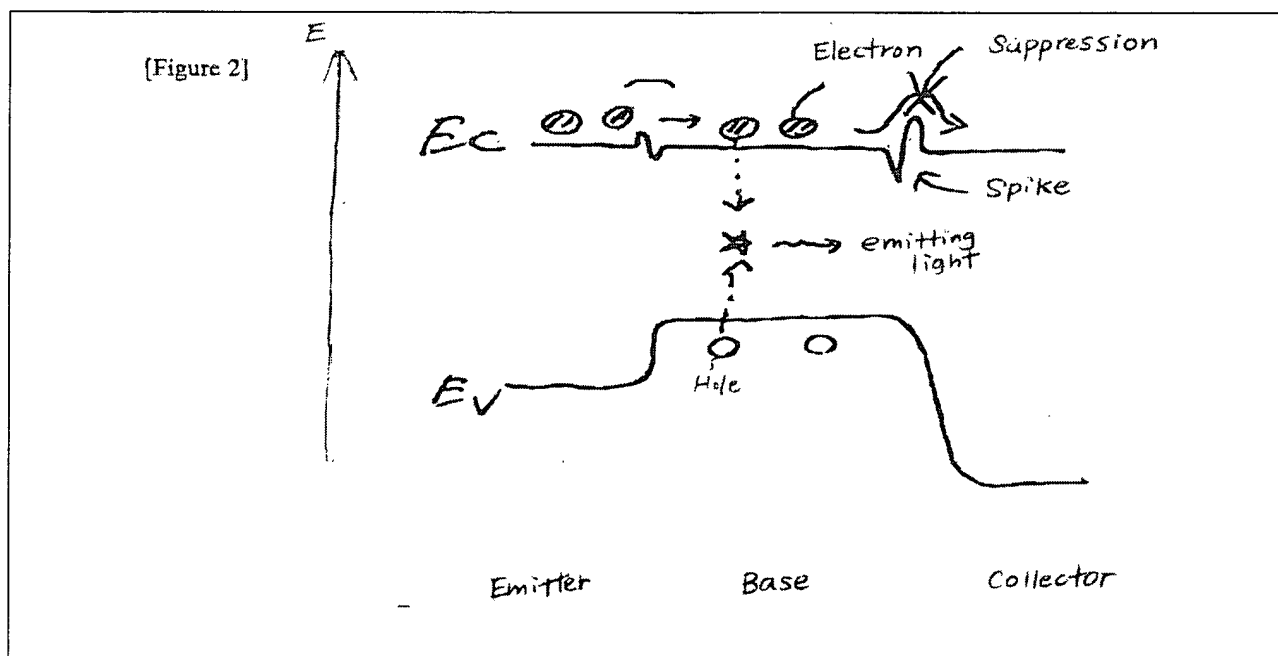 E
[Figure 2]
Electron
Suppression
Ec
Spike
emitting
light
Hole
Ev
Emitter
Base
Collector